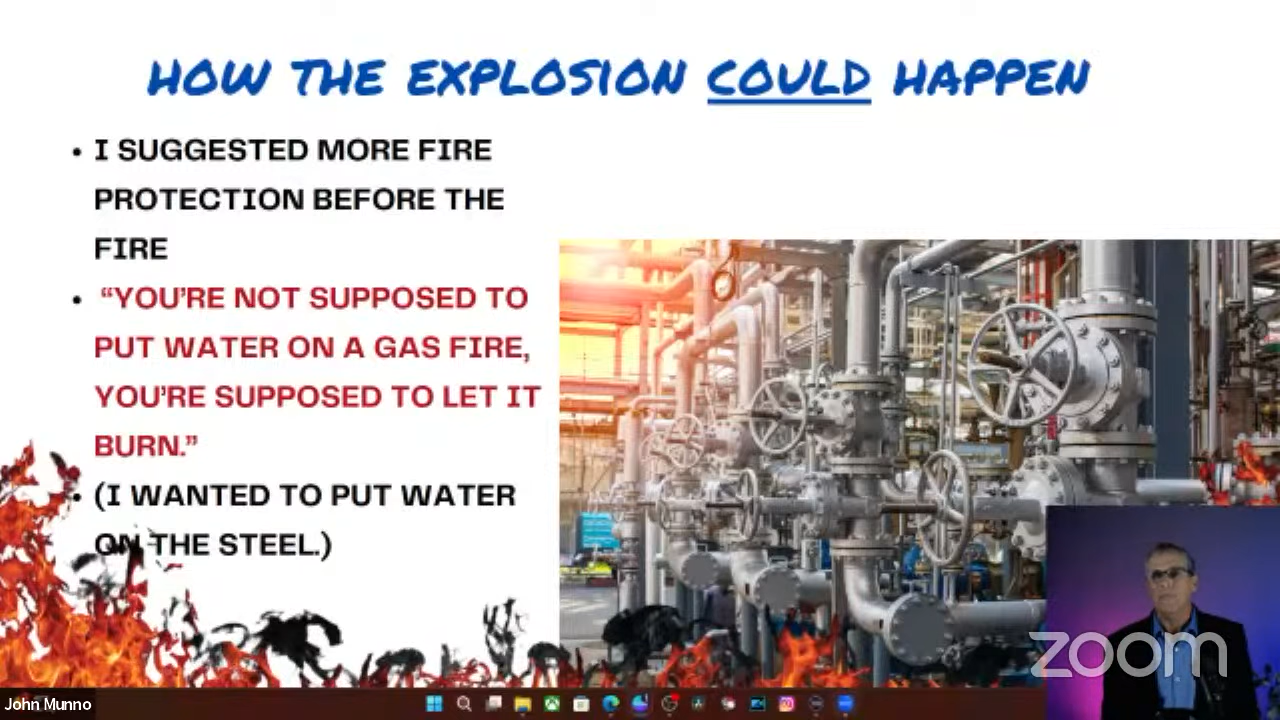 HOW THE EXPLOSION COULD HAPPEN
• I SUGGESTED MORE FIRE
PROTECTION BEFORE THE
FIRE
• “YOU’RE NOT SUPPOSED TO
PUT WATER ON A GAS FIRE,
YOU’RE SUPPOSED TO LET IT
BURN.”
• (I WANTED TO PUT WATER
ON THE STEEL.)
zoom
John Munno